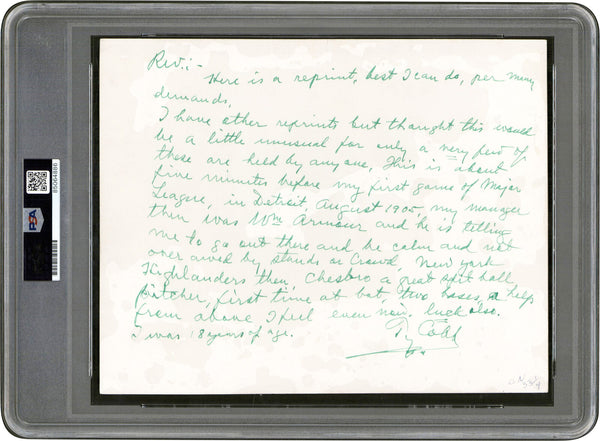 Rev.:-
Here is a reprint, best I can do, per many
demands,
I have other reprints but thought this would
be a little unusual for only a very few of
these are held by anyone, This is about
five minutes before my first game of Major
League, in Detroit August 1905, my manager
then was Wm Armour and he is telling
me to go out there and be calm and not
over awed by stands or crowd, New York
Highlanders then, Chesbro a great spit ball
pitcher, first time at bat, two bases, a help
from above I feel even now, luck also.
I was 18 years of age.
Ty Cobb
PSA
85064886